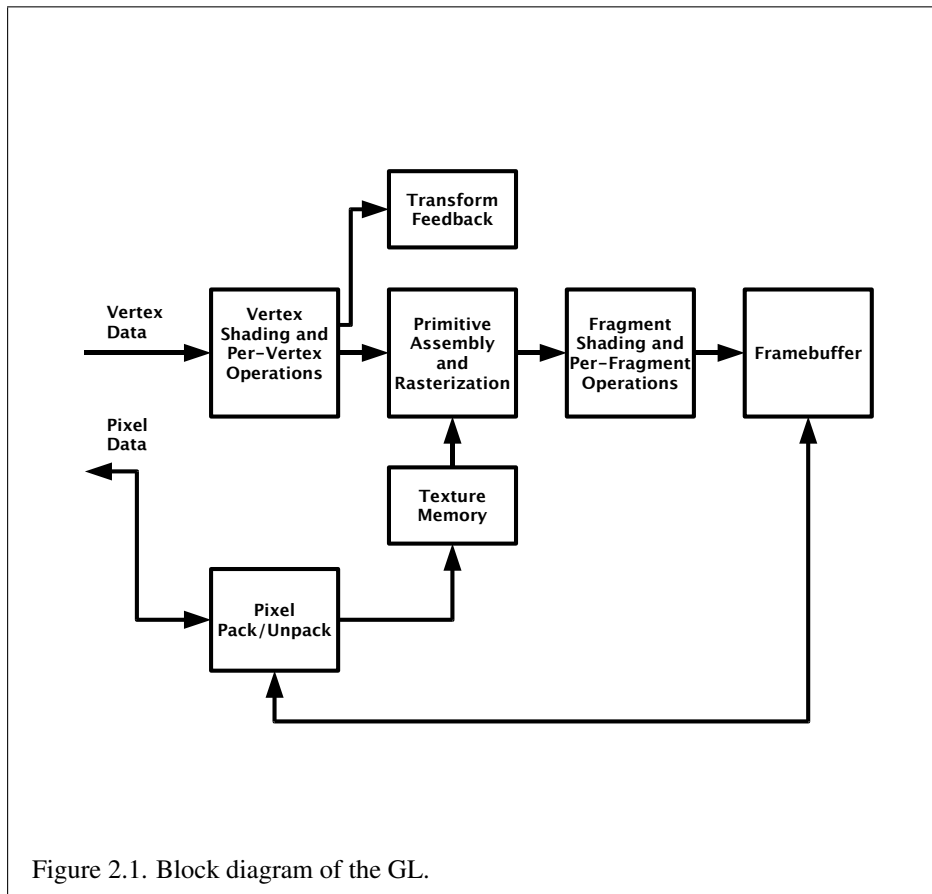 Transform
Feedback
Vertex
Data
Vertex
Shading and
Per-Vertex
Operations
Primitive
Assembly
and
Rasterization
Fragment
Shading and
Per-Fragment
Operations
Framebuffer
Pixel
Data
Texture
Memory
Pixel
Pack/Unpack
Figure 2.1. Block diagram of the GL.